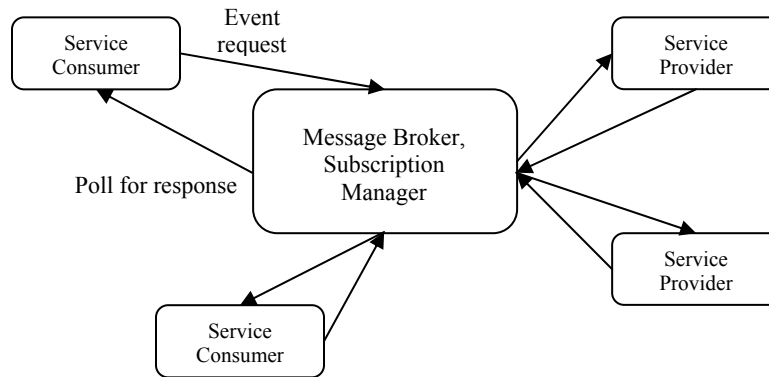 Service
Consumer
Event
request
Service
Provider
Message Broker,
Subscription
Manager
Poll for response
Service
Provider
Service
Consumer